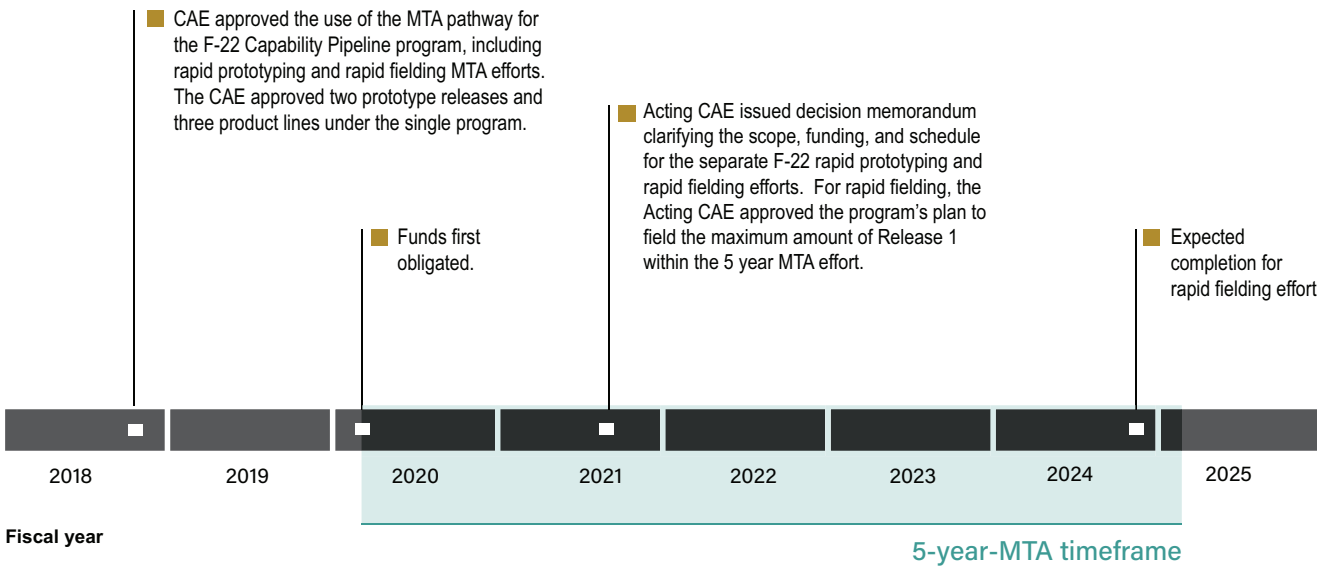 CAE approved the use of the MTA pathway for
the F-22 Capability Pipeline program, including
rapid prototyping and rapid fielding MTA efforts.
The CAE approved two prototype releases and
three product lines under the single program.
Funds first
obligated.
Acting CAE issued decision memorandum
clarifying the scope, funding, and schedule
for the separate F-22 rapid prototyping and
rapid fielding efforts.  For rapid fielding, the
Acting CAE approved the program's plan to
field the maximum amount of Release 1
within the 5 year MTA effort.
Expected
completion for
rapid fielding effort
2018 2019 2020 2021 2022 2023 2024 2025
Fiscal year
5-year-MTA timeframe